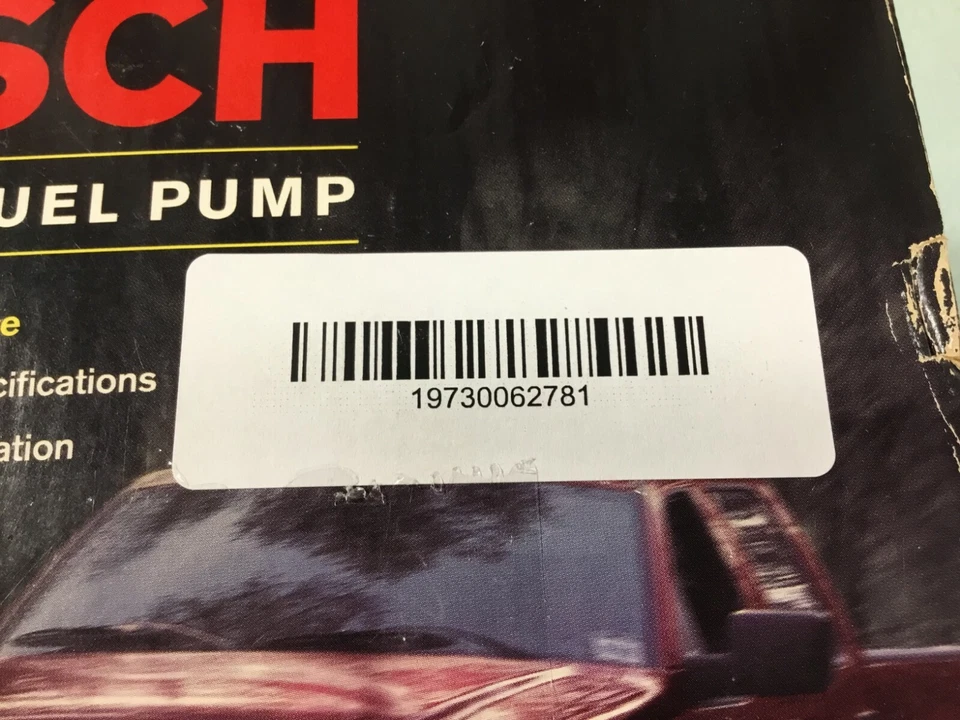 SCH
UEL PUMP
e
cifications
ation
19730062781